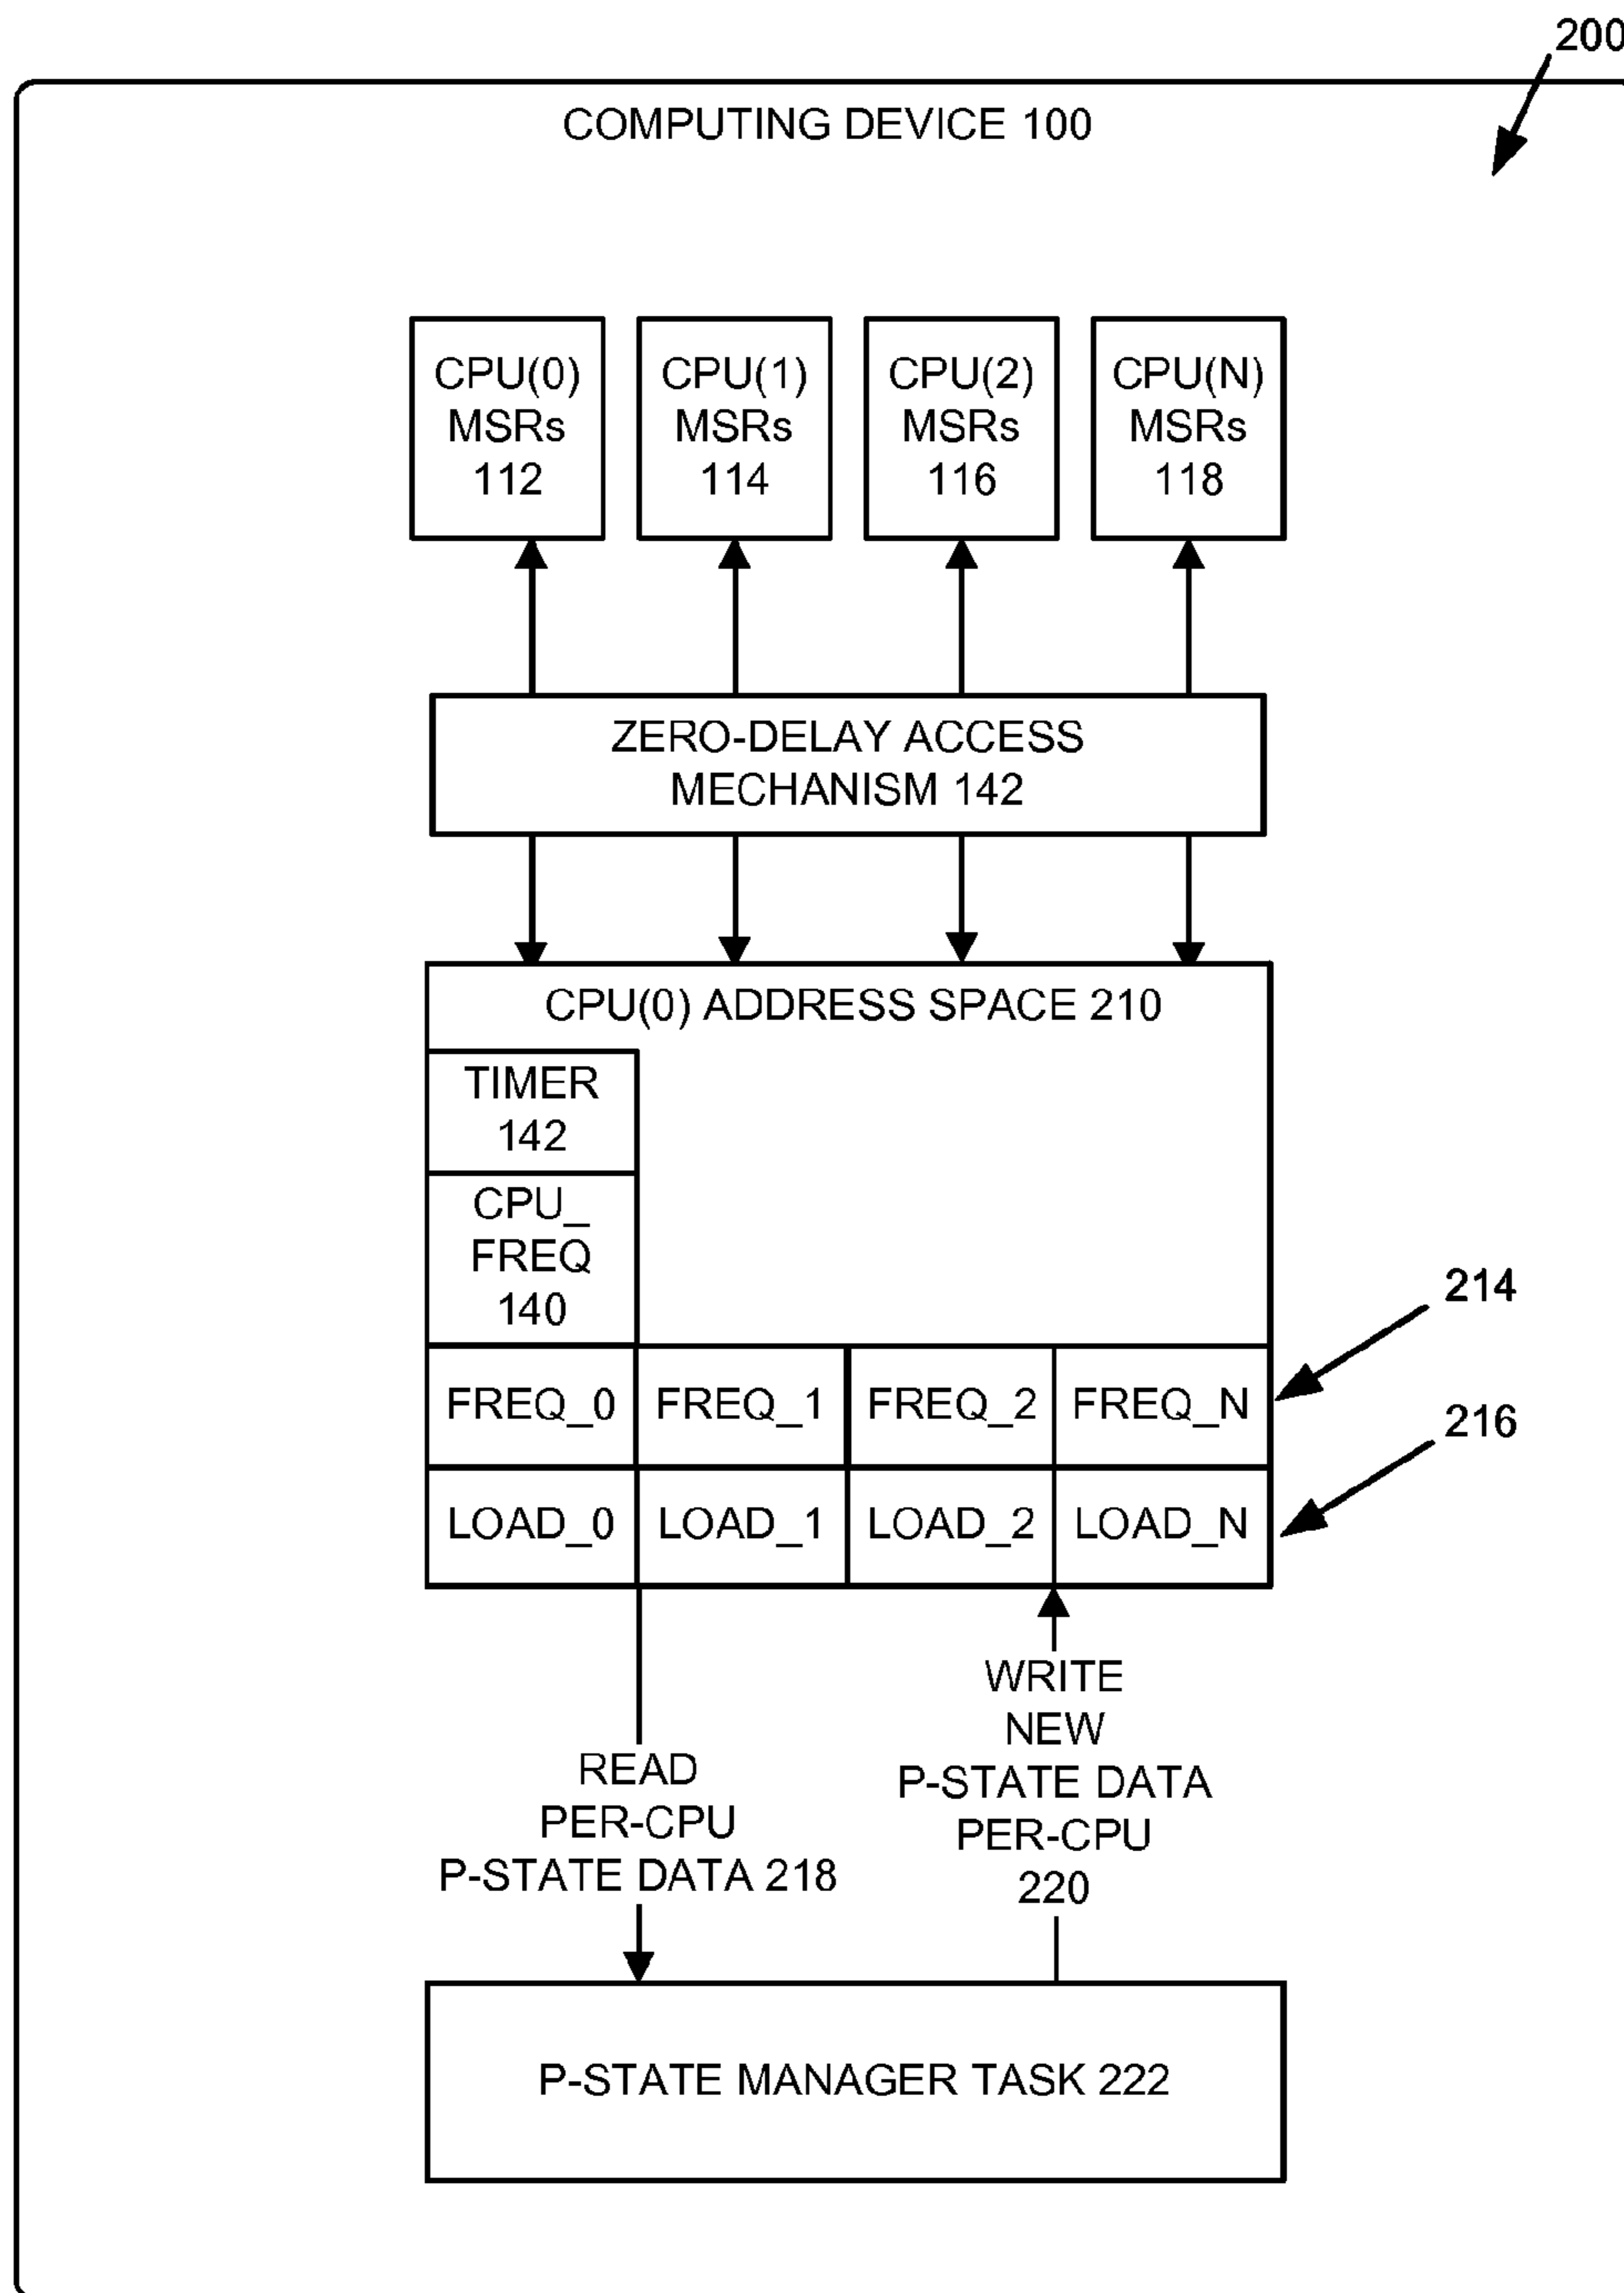 200
COMPUTING DEVICE 100
CPU(0)
MSRs
112
CPU(1)
MSRs
114
CPU(2)
MSRs
116
CPU(N)
MSRs
118
ZERO-DELAY ACCESS
MECHANISM 142
CPU(0) ADDRESS SPACE 210
TIMER
142
CPU_
FREQ
140
214
FREQ_0
FREQ_1
FREQ_2
FREQ_N
216
LOAD_0
LOAD_1
LOAD_2
LOAD_N
READ
PER-CPU
P-STATE DATA 218
WRITE
NEW
P-STATE DATA
PER-CPU
220
P-STATE MANAGER TASK 222